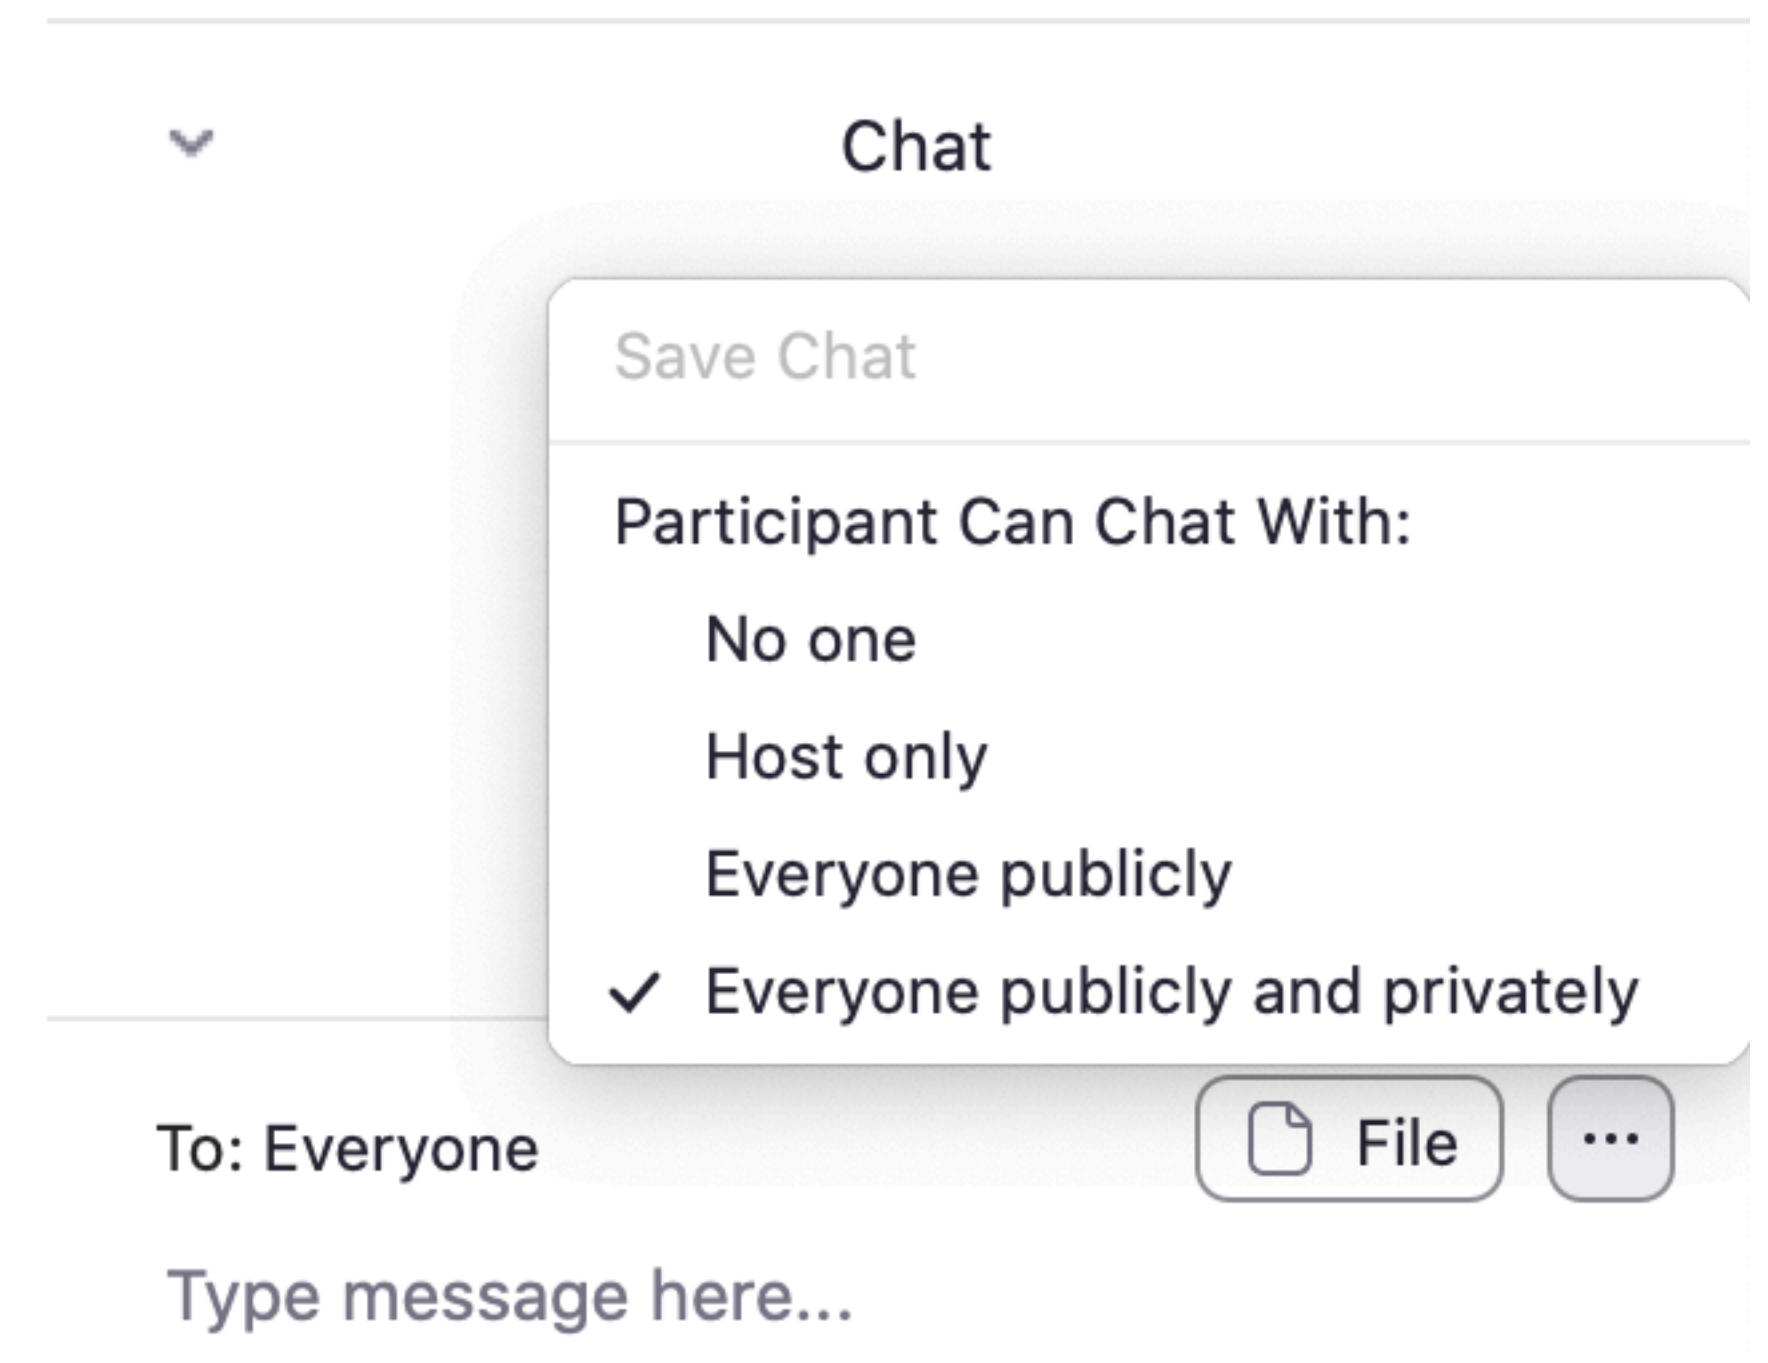 Chat
Save Chat
Participant Can Chat With:
No one
Host only
Everyone publicly
Everyone publicly and privately
To: Everyone
File
Type message here...